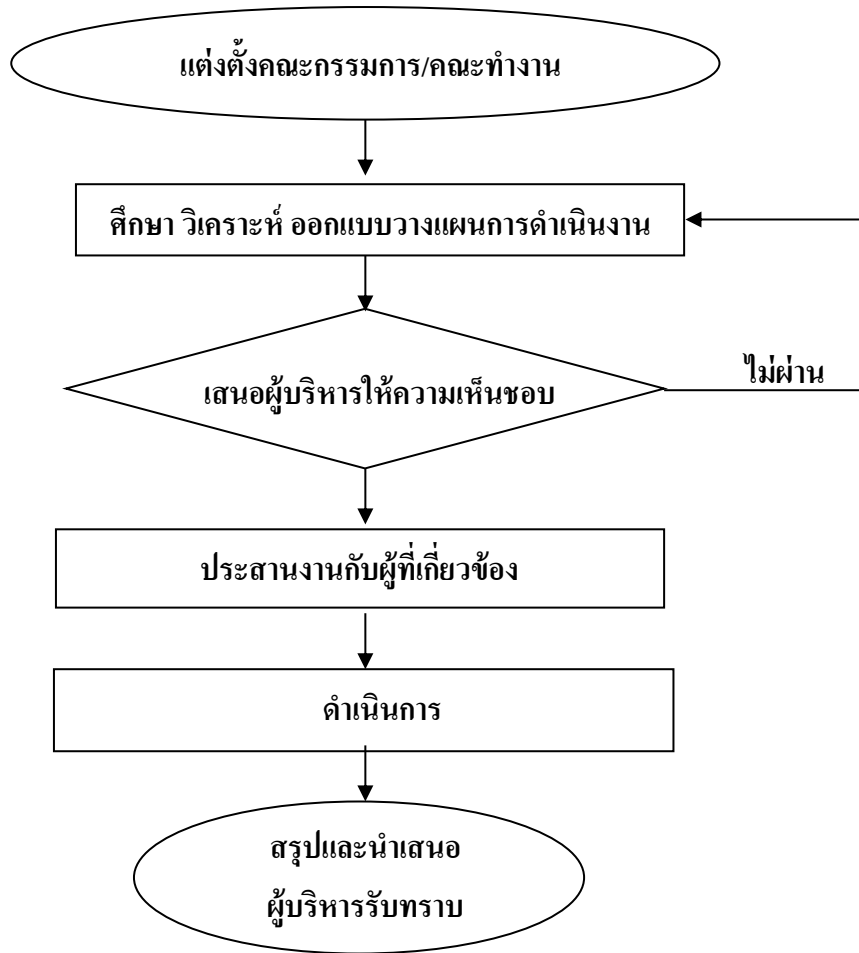 แต่งตั้งคณะกรรมการ/คณะทำงาน
ศึกษา วิเคราะห์ ออกแบบวางแผนการดำเนินงาน
เสนอผู้บริหารให้ความเห็นชอบ
ไม่ผ่าน
ประสานงานกับผู้ที่เกี่ยวข้อง
ดำเนินการ
สรุปและนำเสนอ
ผู้บริหารรับทราบ